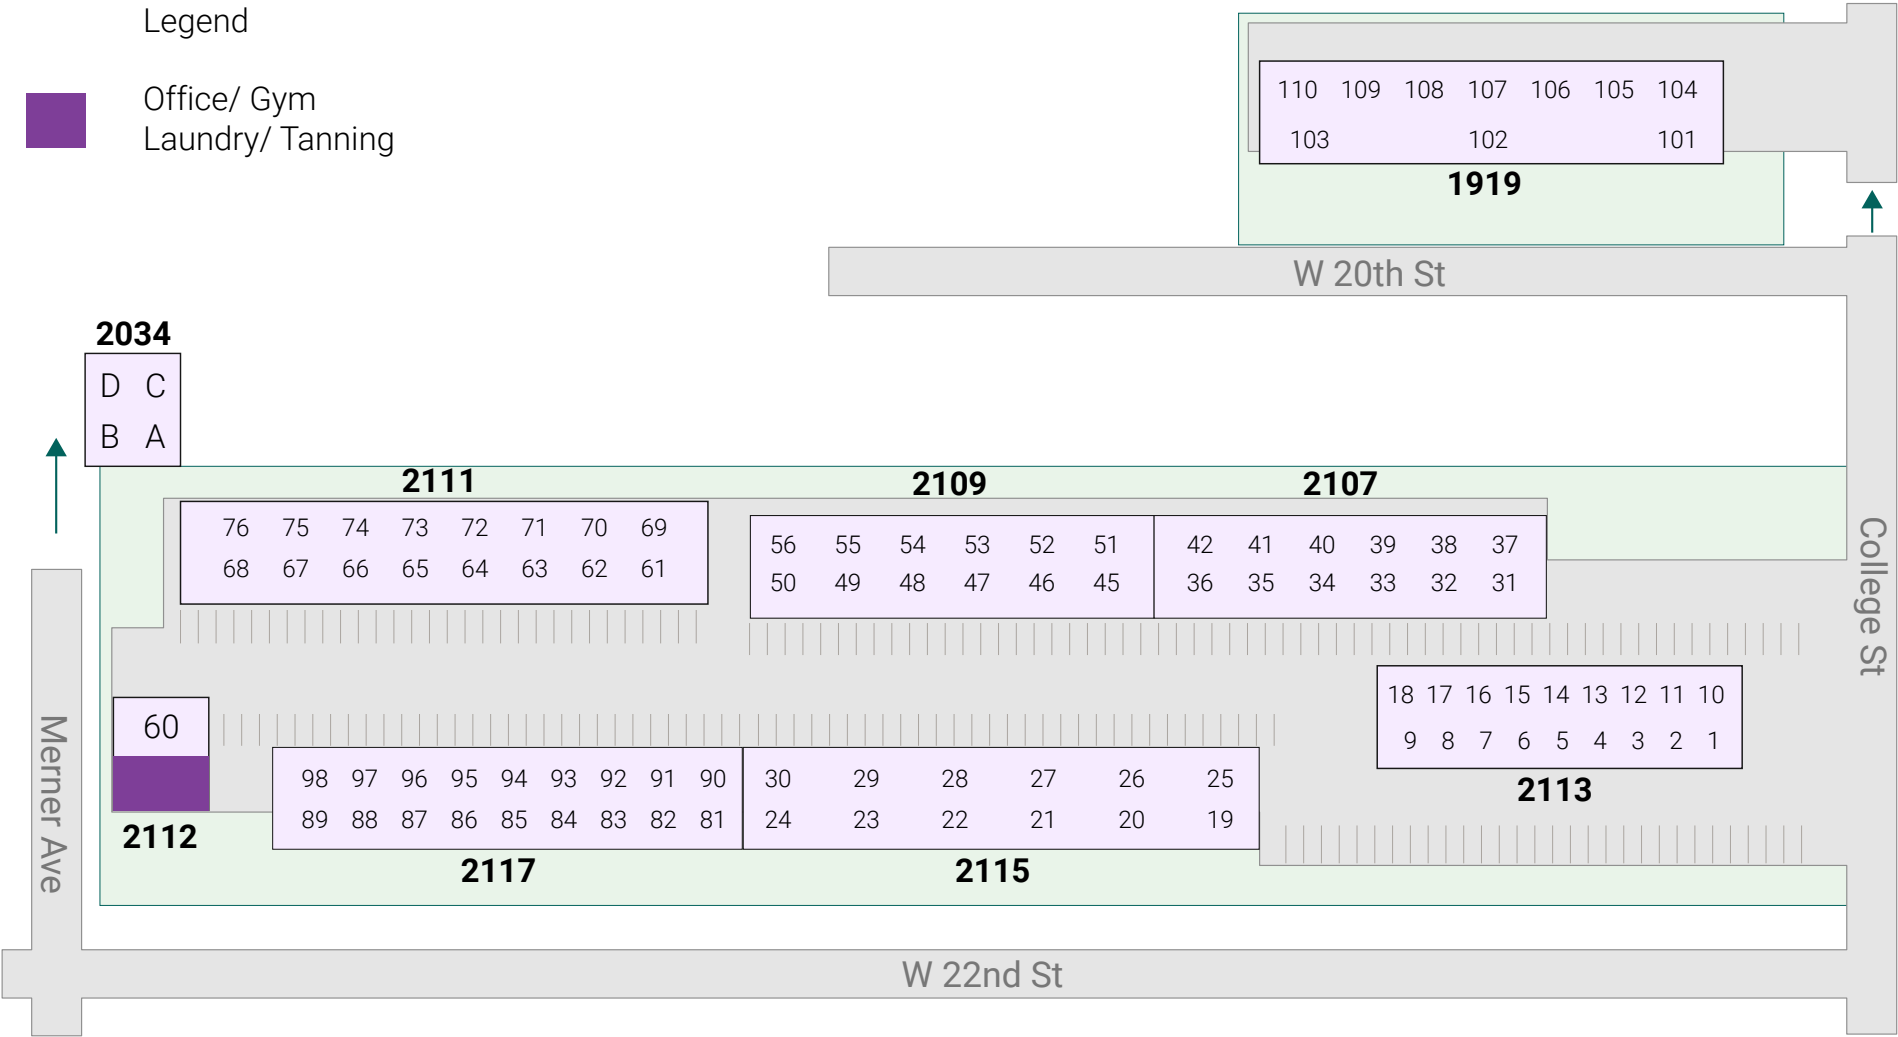 Legend
Office/ Gym
Laundry/ Tanning
110 109 108 107 106 105 104
103 102 101
1919
W 20th St
2034
D C
B A
2111
76 75 74 73 72 71 70 69
68 67 66 65 64 63 62 61
2109
56 55 54 53 52 51
50 49 48 47 46 45
2107
42 41 40 39 38 37
36 35 34 33 32 31
College St
18 17 16 15 14 13 12 11 10
9 8 7 6 5 4 3 2 1
2113
Merner Ave
60
2112
98 97 96 95 94 93 92 91 90
89 88 87 86 85 84 83 82 81
2117
30 29 28 27 26 25
24 23 22 21 20 19
2115
W 22nd St